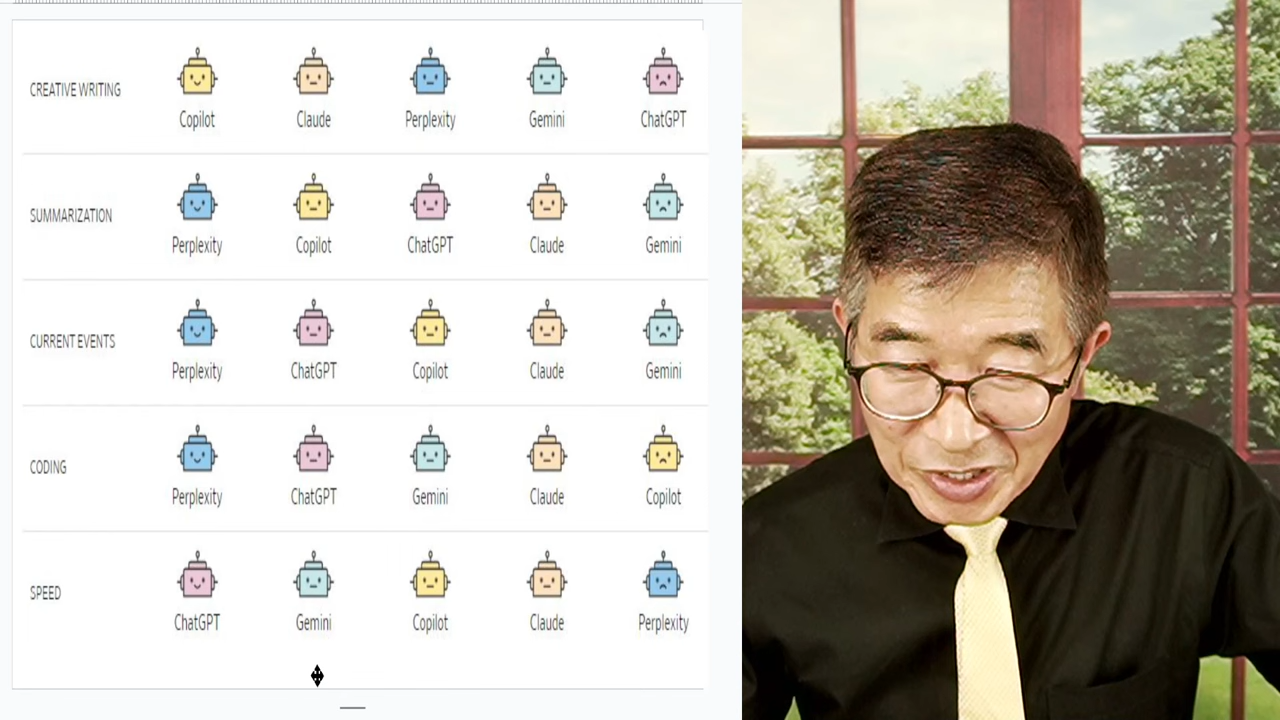 CREATIVE WRITING
Copilot Claude Perplexity Gemini ChatGPT
SUMMARIZATION
Perplexity Copilot ChatGPT Claude Gemini
CURRENT EVENTS
Perplexity ChatGPT Copilot Claude Gemini
CODING
Perplexity ChatGPT Gemini Claude Copilot
SPEED
ChatGPT Gemini Copilot Claude Perplexity